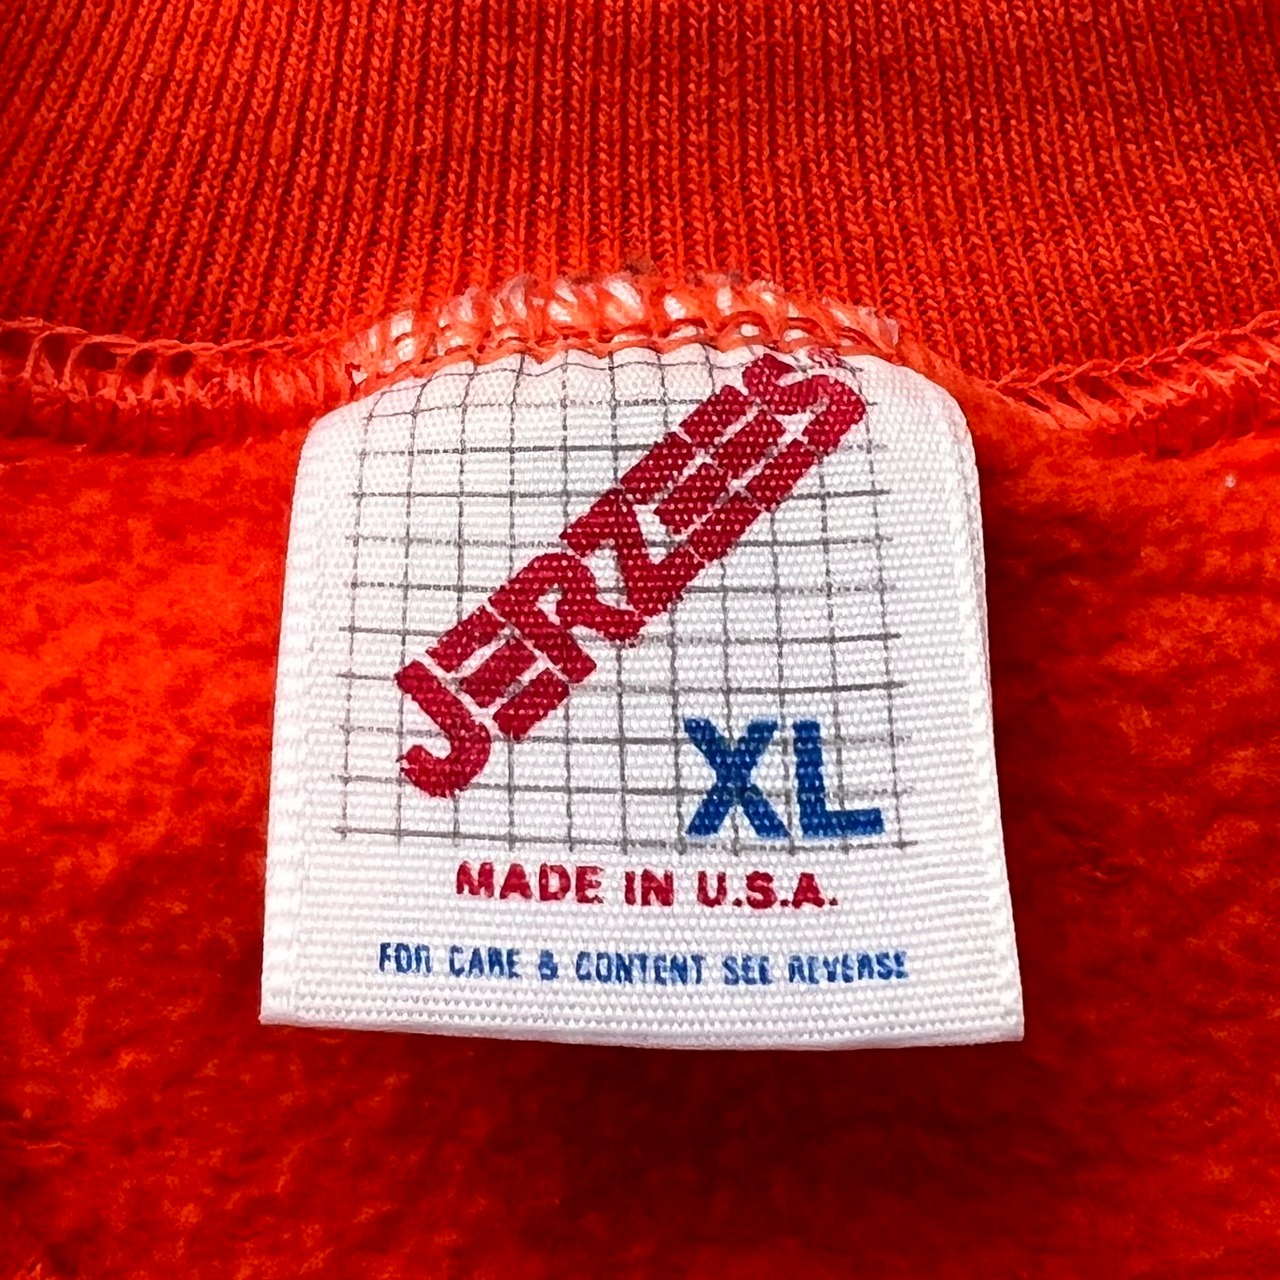 JERZEES
XL
MADE IN U.S.A.
FOR CARE & CONTENT SEE REVERSE